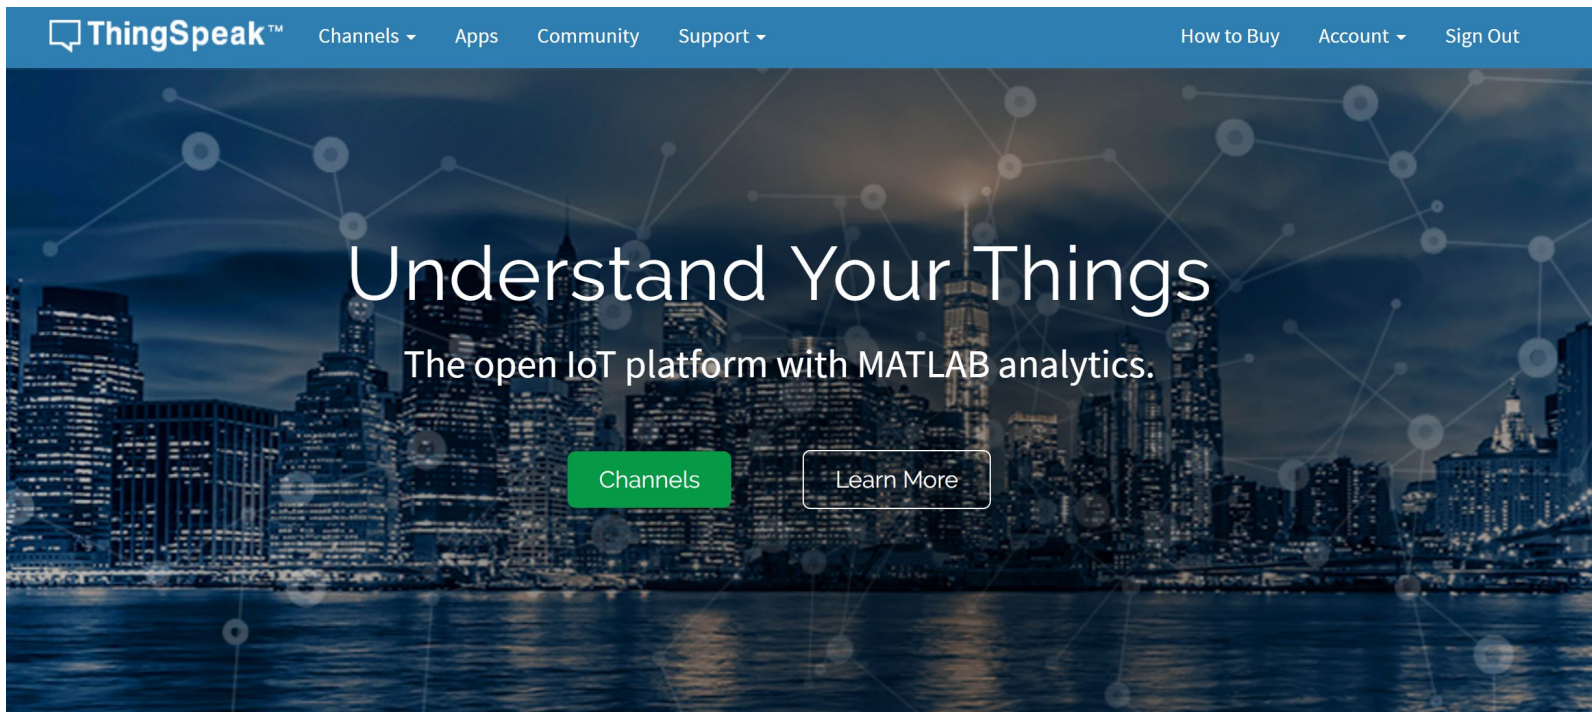 ThingSpeak™ Channels Apps Community Support How to Buy Account Sign Out
Understand Your Things
The open IoT platform with MATLAB analytics.
Channels Learn More